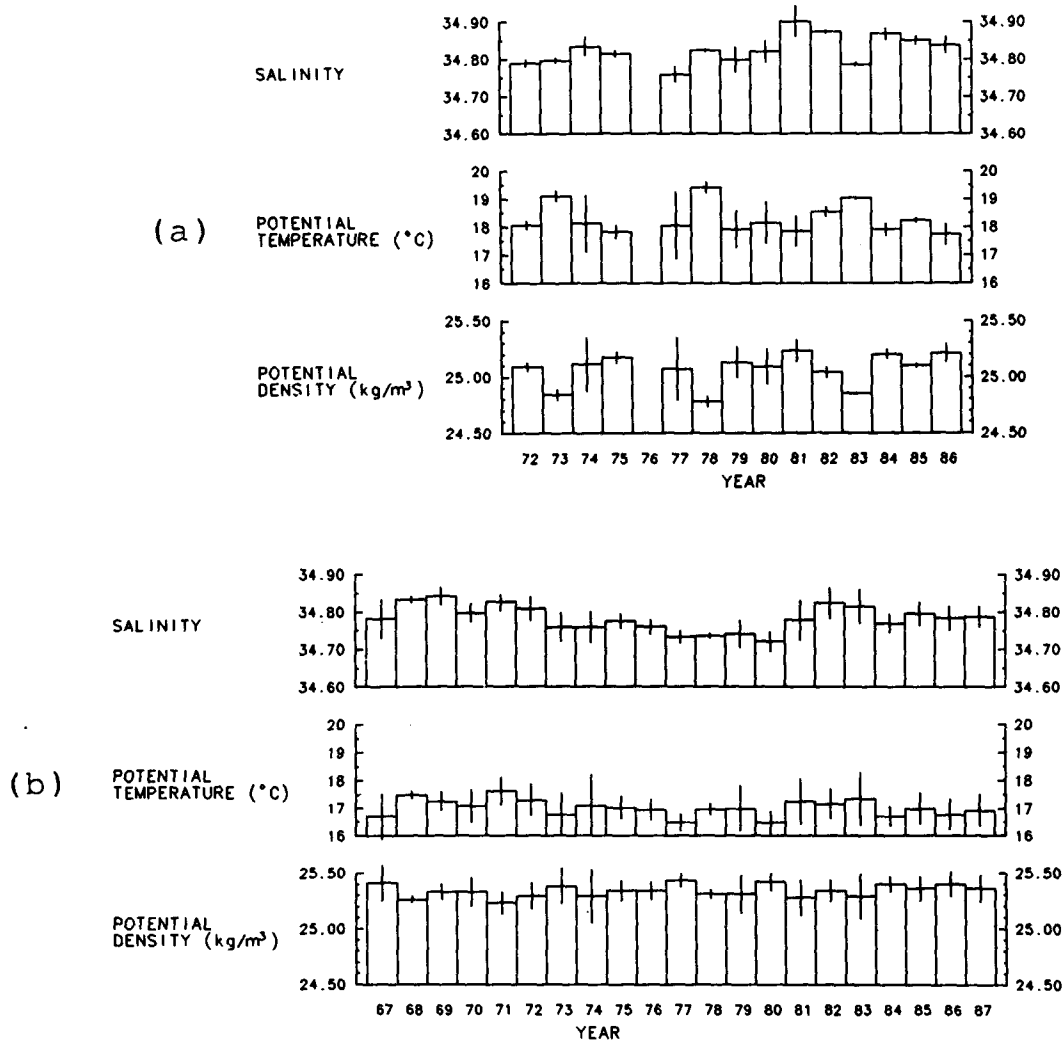 (a)
SALINITY
34.90 34.90
34.80 34.80
34.70 34.70
34.60 34.60
POTENTIAL
TEMPERATURE (°C)
20 20
19 19
18 18
17 17
16 16
POTENTIAL
DENSITY (kg/m³)
25.50 25.50
25.00 25.00
24.50 24.50
72 73 74 75 76 77 78 79 80 81 82 83 84 85 86
YEAR
(b)
SALINITY
34.90 34.90
34.80 34.80
34.70 34.70
34.60 34.60
POTENTIAL
TEMPERATURE (°C)
20 20
19 19
18 18
17 17
16 16
POTENTIAL
DENSITY (kg/m³)
25.50 25.50
25.00 25.00
24.50 24.50
67 68 69 70 71 72 73 74 75 76 77 78 79 80 81 82 83 84 85 86 87
YEAR